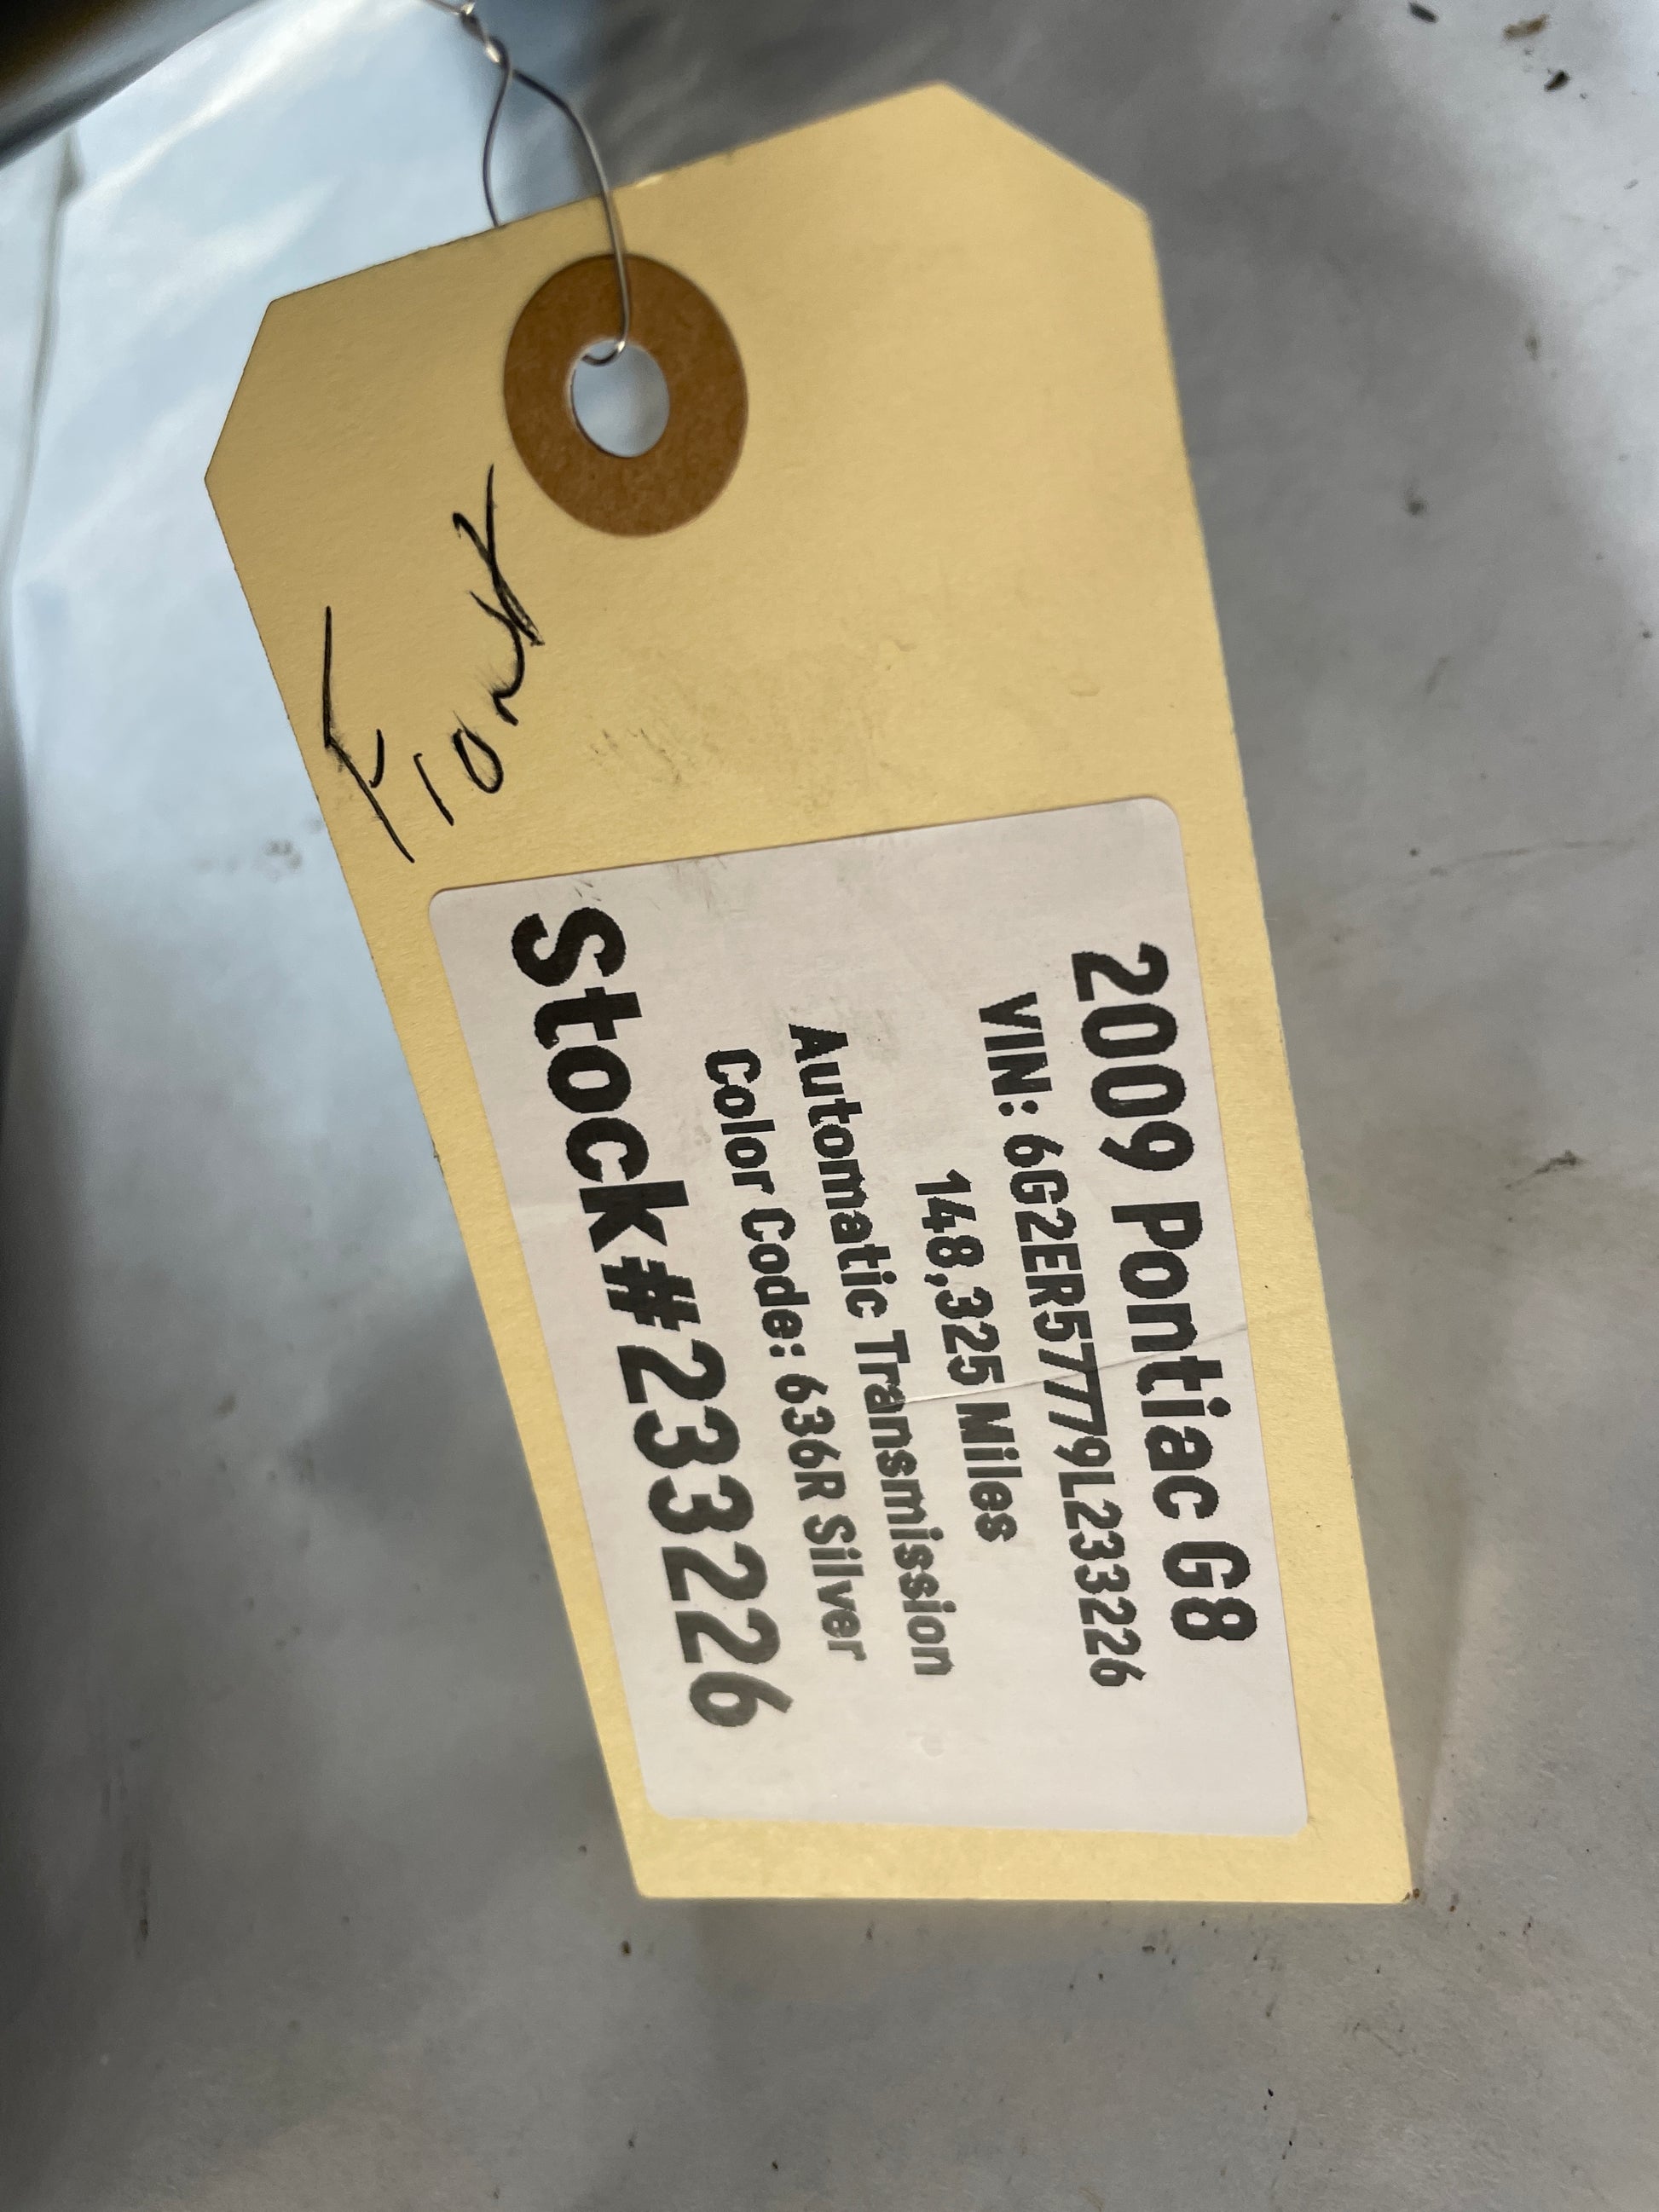 Front
2009 Pontiac G8
VIN: 6G2ER57779L233226
148,325 Miles
Automatic Transmission
Color Code: 636R Silver
Stock#233226